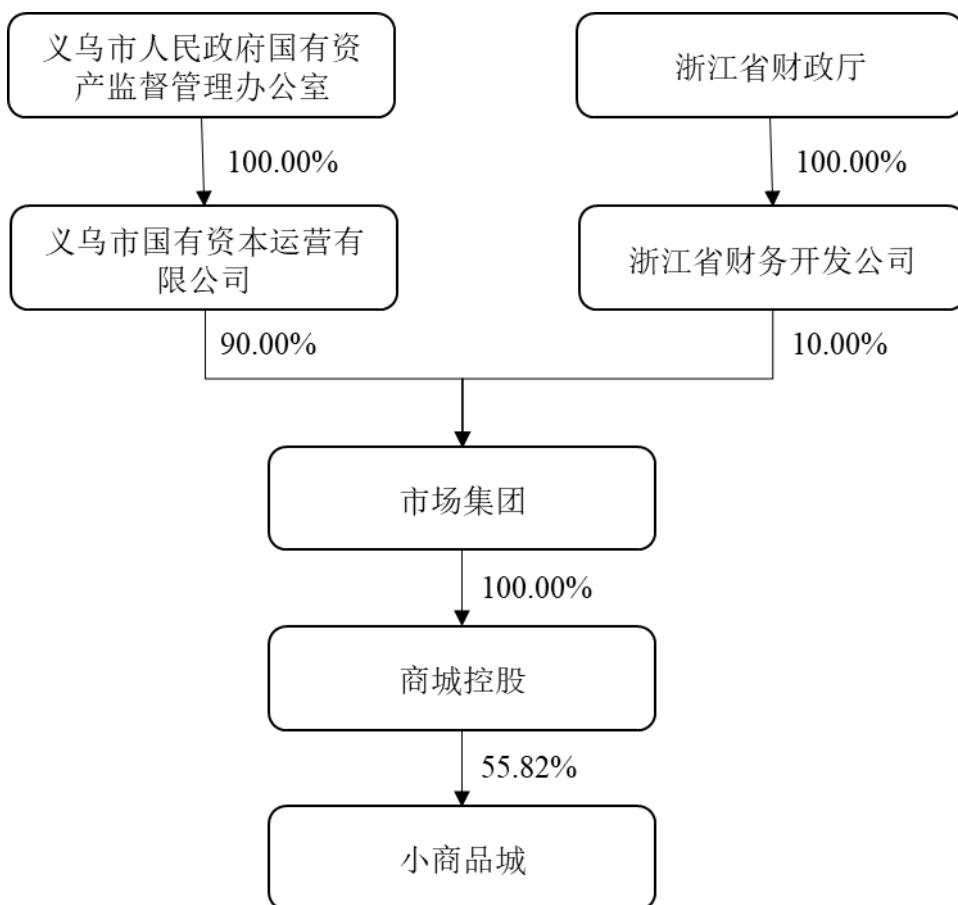 义乌市人民政府国有资
产监督管理办公室
浙江省财政厅
100.00%
100.00%
义乌市国有资本运营有
限公司
浙江省财务开发公司
90.00%
10.00%
市场集团
100.00%
商城控股
55.82%
小商品城